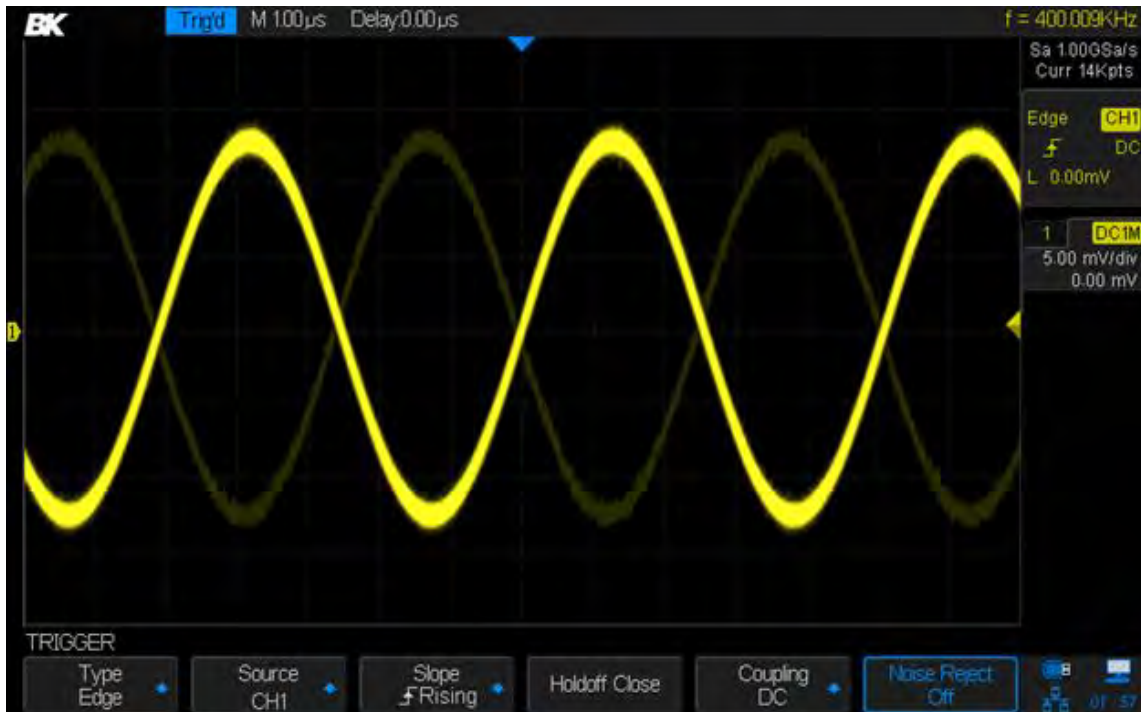 BK Trig'd M 1.00μs Delay:0.00μs f = 400.009KHz
Sa 1.00GSa/s
Curr 14Kpts
Edge CH1
DC
L 0.00mV
1 DC1M
5.00 mV/div
0.00 mV
1
TRIGGER
Type
Edge
Source
CH1
Slope
Rising
Holdoff Close
Coupling
DC
Noise Reject
Off